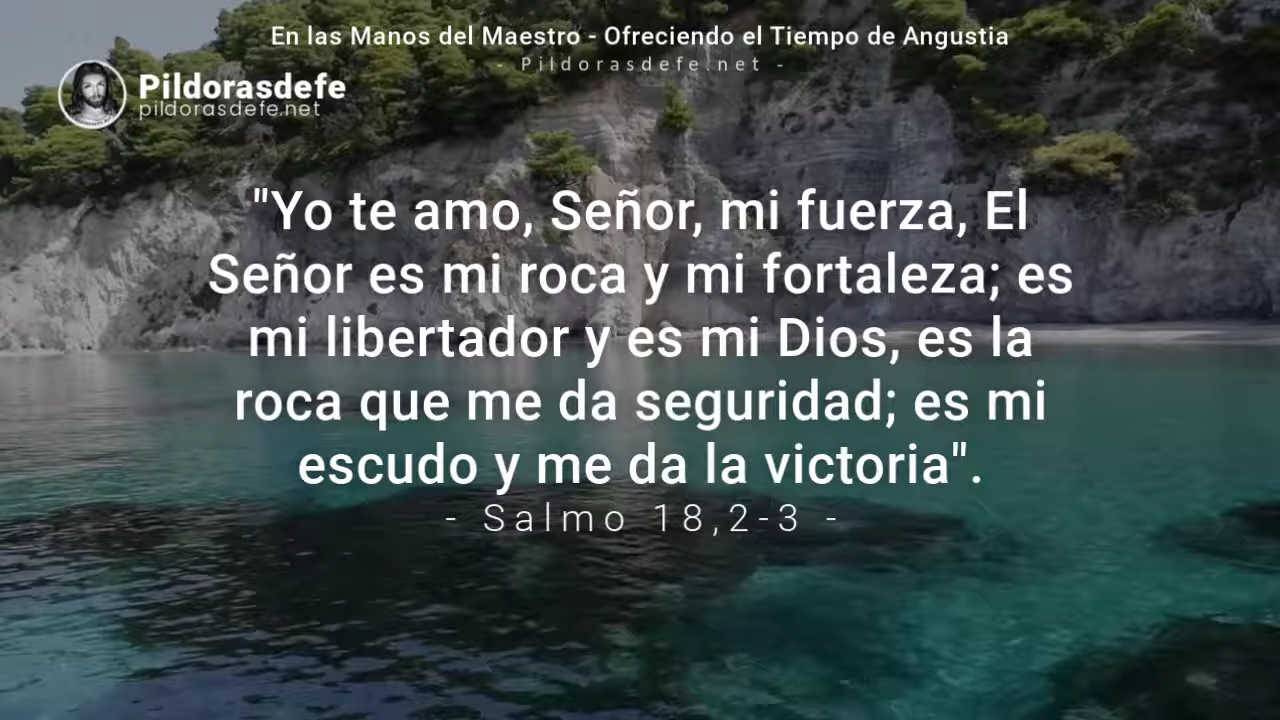 En las Manos del Maestro - Ofreciendo el Tiempo de Angustia
- Pildorasdefe.net -
Pildorasdefe
pildorasdefe.net
"Yo te amo, Señor, mi fuerza, El
Señor es mi roca y mi fortaleza; es
mi libertador y es mi Dios, es la
roca que me da seguridad; es mi
escudo y me da la victoria".
- Salmo 18,2-3 -